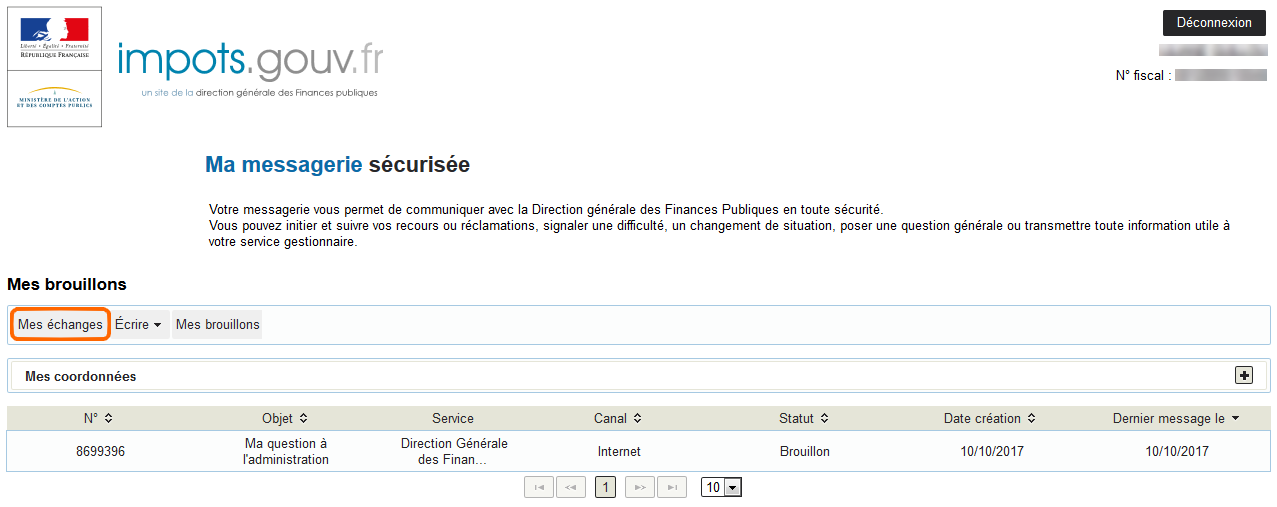 Liberté • Égalité • Fraternité
RÉPUBLIQUE FRANÇAISE
MINISTÈRE DE L'ACTION
ET DES COMPTES PUBLICS
impots.gouv.fr
un site de la direction générale des Finances publiques
Déconnexion
N° fiscal :
Ma messagerie sécurisée
Votre messagerie vous permet de communiquer avec la Direction générale des Finances Publiques en toute sécurité.
Vous pouvez initier et suivre vos recours ou réclamations, signaler une difficulté, un changement de situation, poser une question générale ou transmettre toute information utile à
votre service gestionnaire.
Mes brouillons
Mes échanges Écrire Mes brouillons
Mes coordonnées
N° Objet Service Canal Statut Date création Dernier message le
8699396 Ma question à l'administration Direction Générale des Finan... Internet Brouillon 10/10/2017 10/10/2017
1 10